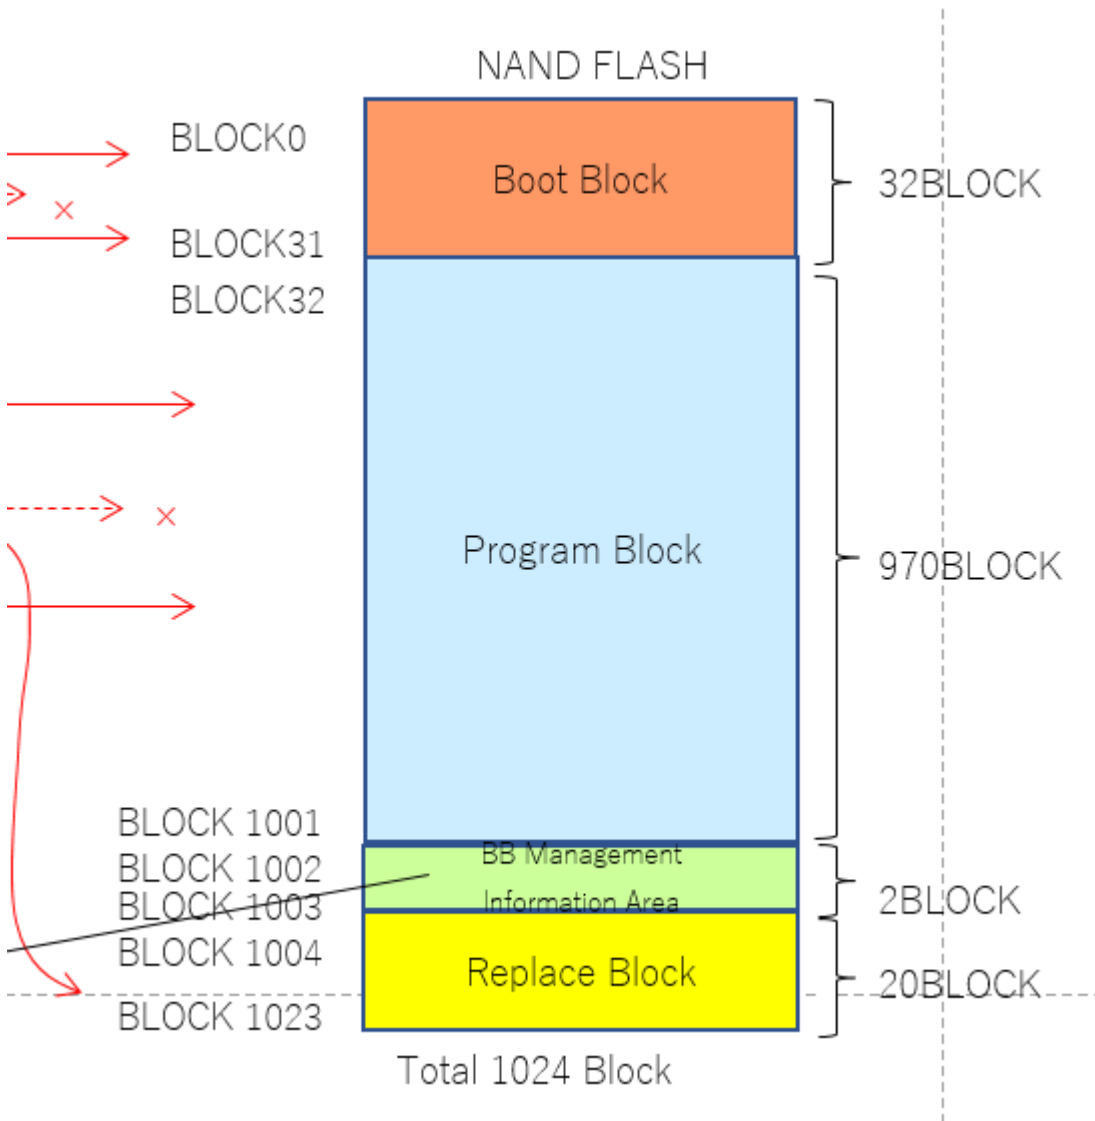 NAND FLASH
BLOCK0
Boot Block
32BLOCK
×
BLOCK31
BLOCK32
×
Program Block
970BLOCK
BLOCK 1001
BB Management
BLOCK 1002
Information Area
2BLOCK
BLOCK 1003
BLOCK 1004
Replace Block
20BLOCK
BLOCK 1023
Total 1024 Block